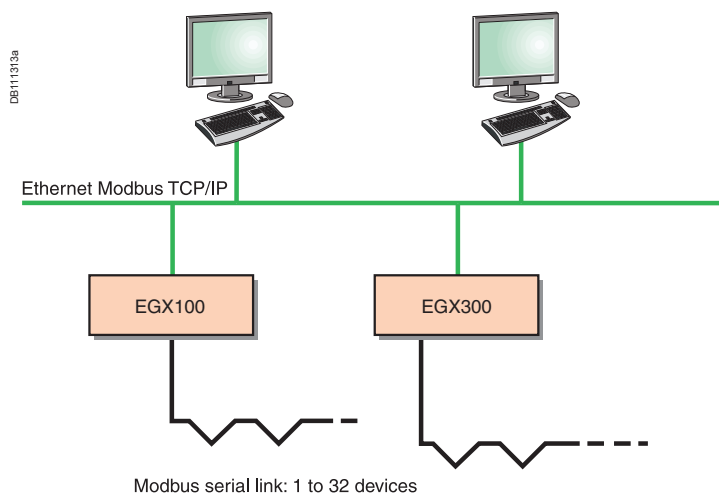 DB111313a
Ethernet Modbus TCP/IP
EGX100
EGX300
Modbus serial link: 1 to 32 devices